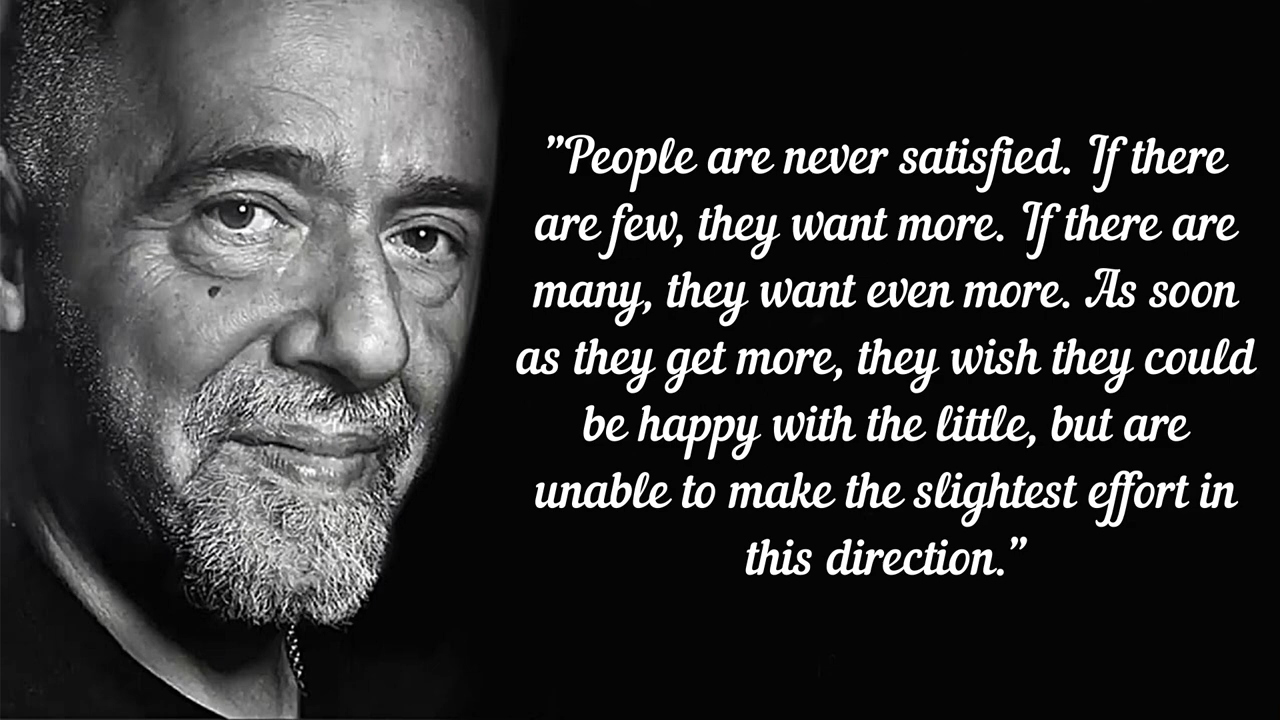 ”People are never satisfied. If there
are few, they want more. If there are
many, they want even more. As soon
as they get more, they wish they could
be happy with the little, but are
unable to make the slightest effort in
this direction.”